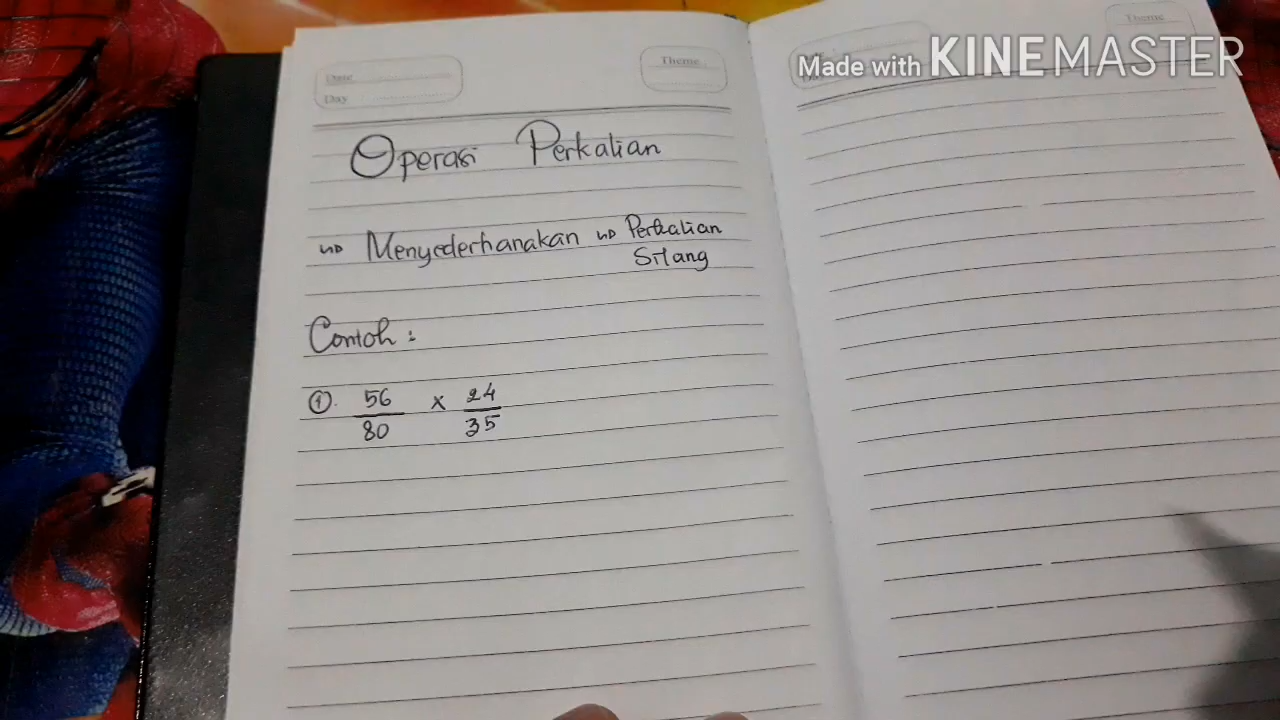 Made with KINEMASTER
Date
Day
Theme
Theme
Operasi Perkalian
Menyederhanakan Perkalian
Silang
Contoh :
①. 56 x 24
80 35